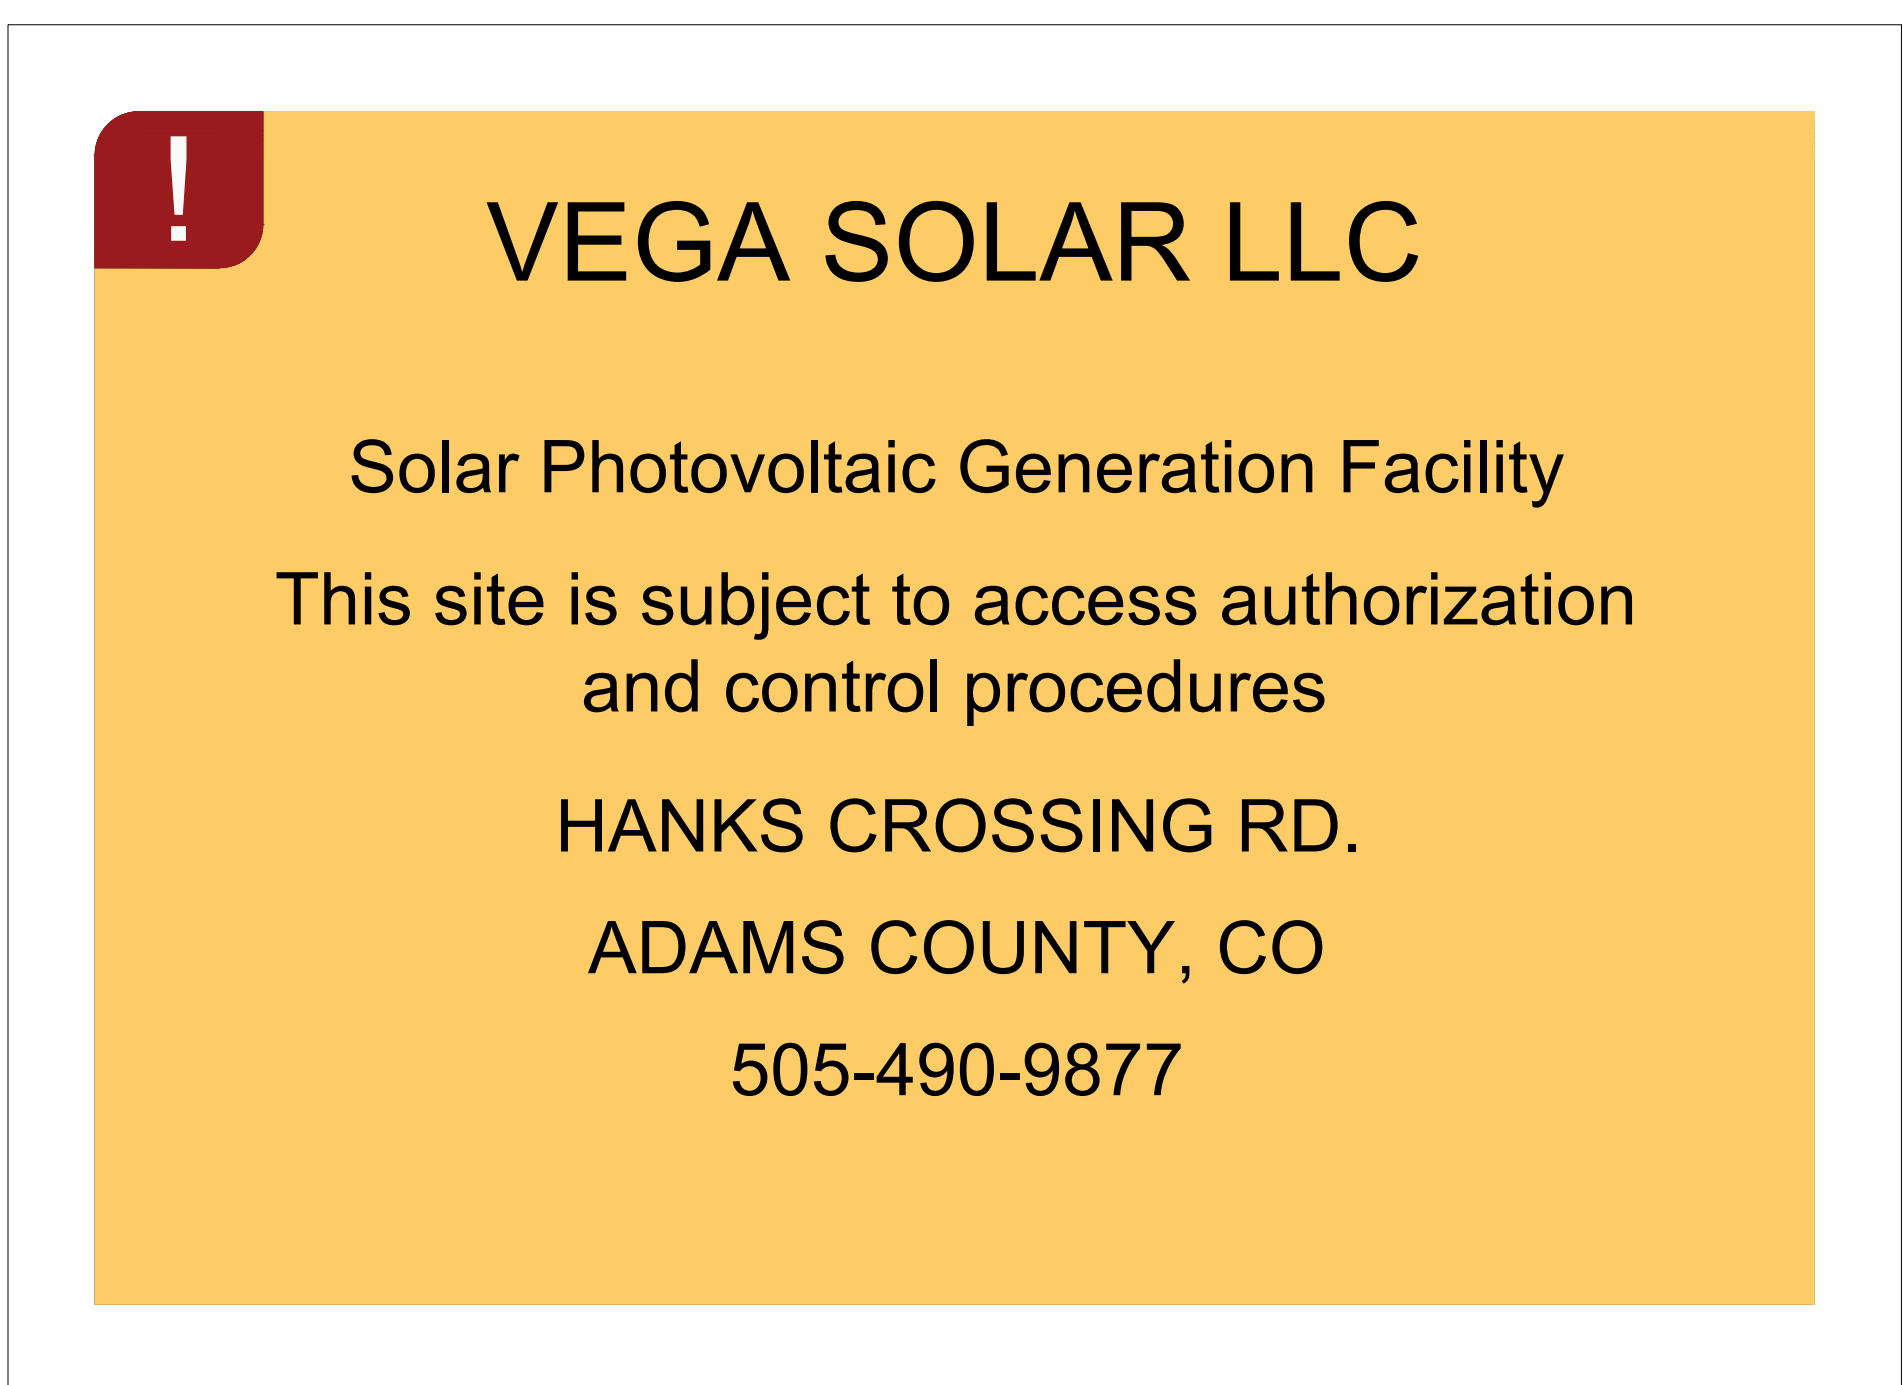 !
VEGA SOLAR LLC
Solar Photovoltaic Generation Facility
This site is subject to access authorization
and control procedures
HANKS CROSSING RD.
ADAMS COUNTY, CO
505-490-9877